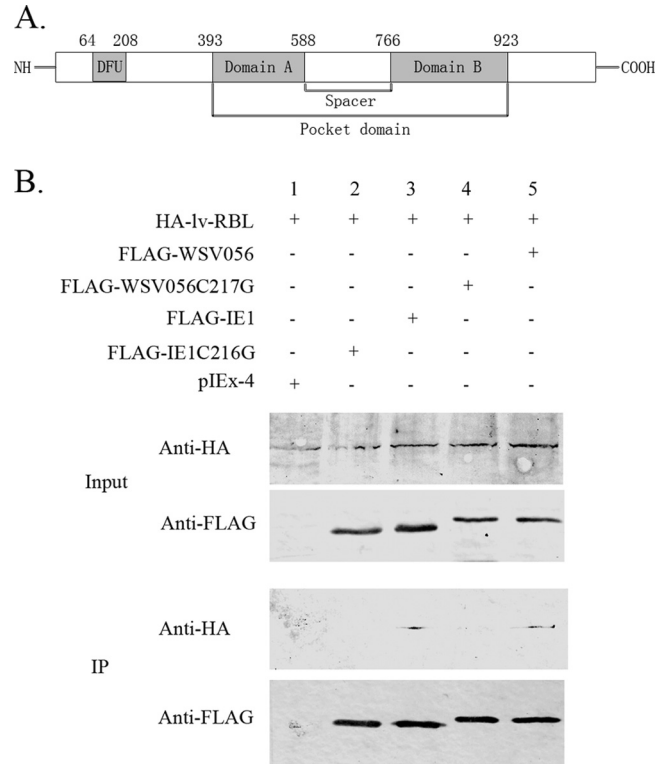 A.
64 208 393 588 766 923
NH DFU Domain A Domain B COOH
Spacer
Pocket domain
B.
1 2 3 4 5
HA-lv-RBL + + + + +
FLAG-WSV056 - - - - +
FLAG-WSV056C217G - - - + -
FLAG-IE1 - - + - -
FLAG-IE1C216G - + - - -
pIEx-4 + - - - -
Anti-HA
Input
Anti-FLAG
Anti-HA
IP
Anti-FLAG